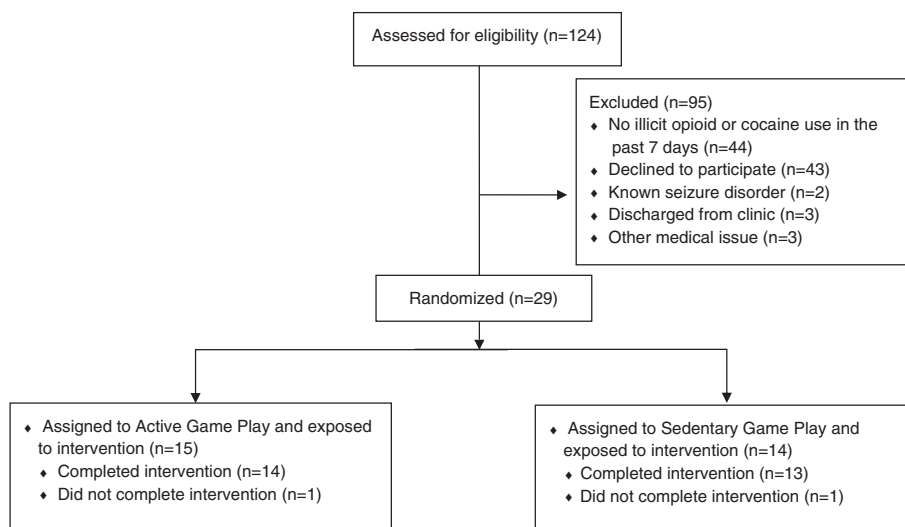 Assessed for eligibility (n=124)
Excluded (n=95)
♦ No illicit opioid or cocaine use in the
past 7 days (n=44)
♦ Declined to participate (n=43)
♦ Known seizure disorder (n=2)
♦ Discharged from clinic (n=3)
♦ Other medical issue (n=3)
Randomized (n=29)
♦ Assigned to Active Game Play and exposed
to intervention (n=15)
♦ Completed intervention (n=14)
♦ Did not complete intervention (n=1)
♦ Assigned to Sedentary Game Play and
exposed to intervention (n=14)
♦ Completed intervention (n=13)
♦ Did not complete intervention (n=1)